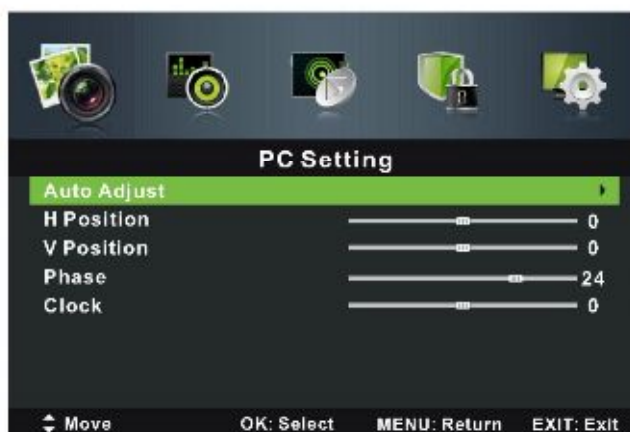 PC Setting
Auto Adjust
H Position 0
V Position 0
Phase 24
Clock 0
Move OK: Select MENU: Return EXIT: Exit